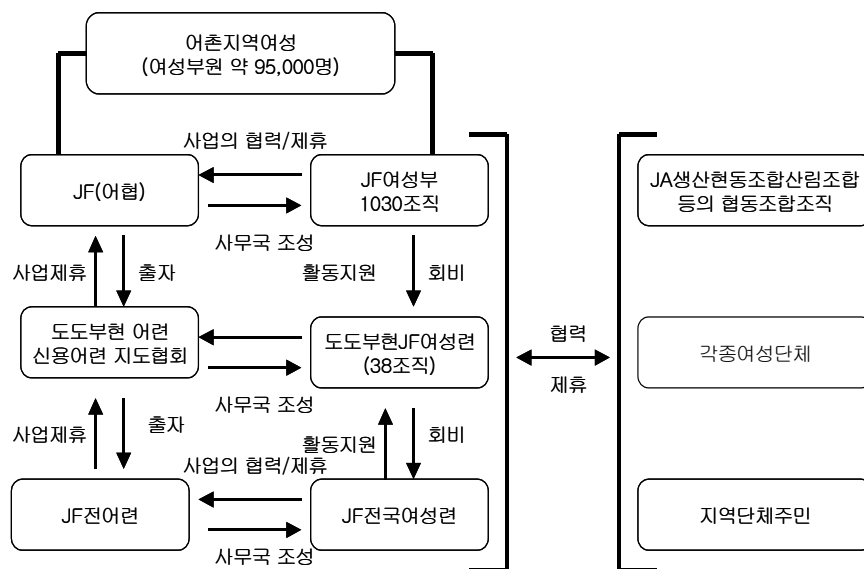 어촌지역여성
(여성부원 약 95,000명)
사업의 협력/제휴
JF(어협)
JF여성부
1030조직
JA생산현동조합산림조합
등의 협동조합조직
사무국 조성
사업제휴
출자
활동지원
회비
도도부현 어련
신용어련 지도협회
도도부현JF여성련
(38조직)
협력
제휴
각종여성단체
사무국 조성
사업제휴
출자
활동지원
회비
사업의 협력/제휴
JF전어련
JF전국여성련
지역단체주민
사무국 조성